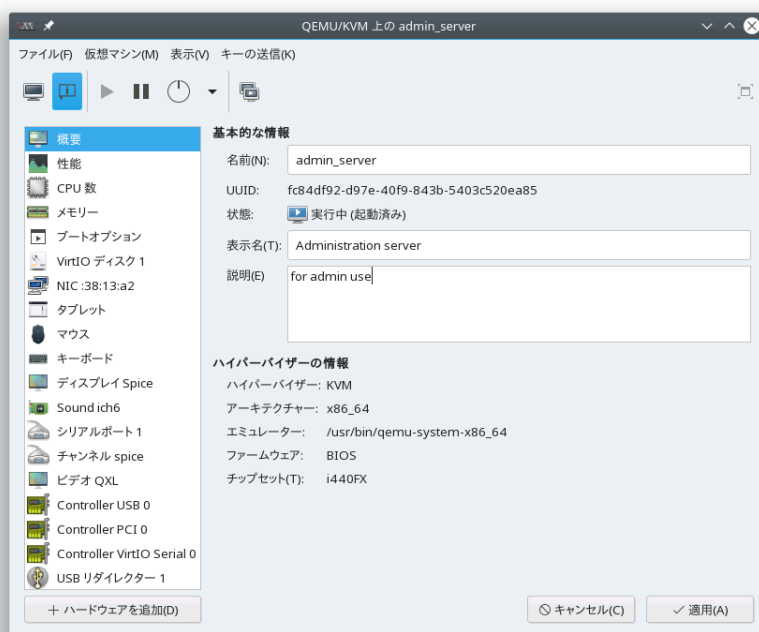 QEMU/KVM 上の admin_server
ファイル(F) 仮想マシン(M) 表示(V) キーの送信(K)
概要
性能
CPU 数
メモリー
ブートオプション
VirtIO ディスク 1
NIC :38:13:a2
タブレット
マウス
キーボード
ディスプレイ Spice
Sound ich6
シリアルポート 1
チャンネル spice
ビデオ QXL
Controller USB 0
Controller PCI 0
Controller VirtIO Serial 0
USB リダイレクター 1
ハードウェアを追加(D)
基本的な情報
名前(N): admin_server
UUID: fc84df92-d97e-40f9-843b-5403c520ea85
状態: 実行中 (起動済み)
表示名(T): Administration server
説明(E) for admin use
ハイパーバイザーの情報
ハイパーバイザー: KVM
アーキテクチャー: x86_64
エミュレーター: /usr/bin/qemu-system-x86_64
ファームウェア: BIOS
チップセット(T): i440FX
キャンセル(C) 適用(A)